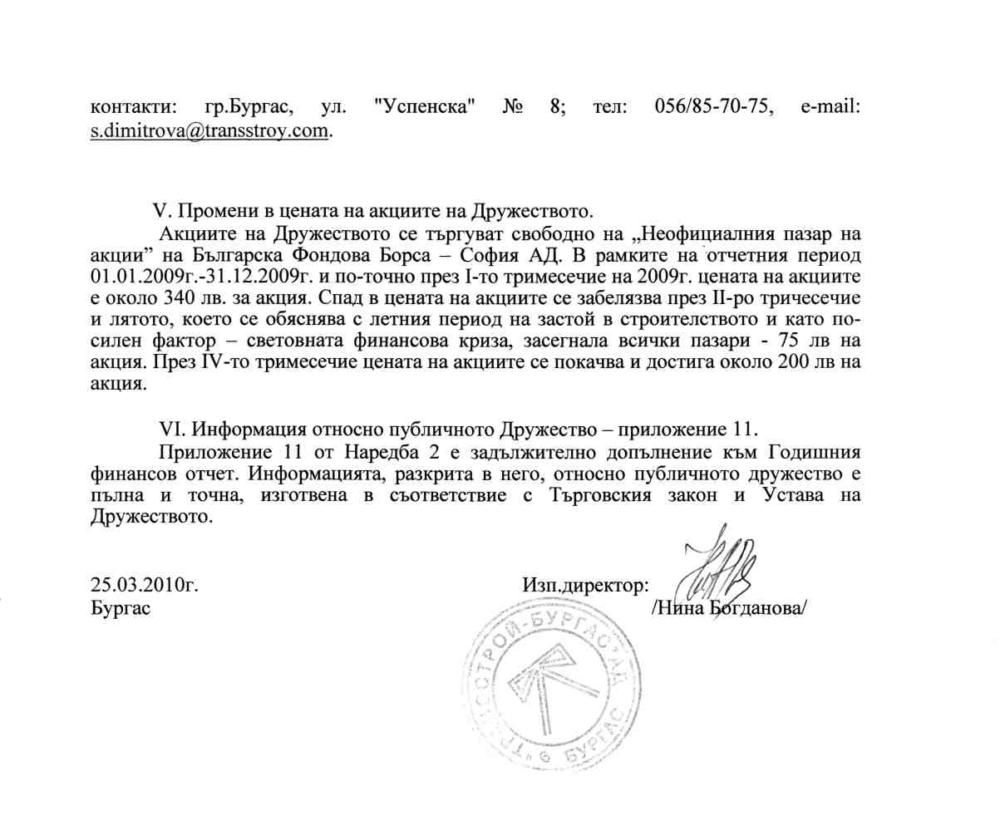 контакти: гр.Бургас, ул. "Успенска" № 8; тел: 056/85-70-75, e-mail:
s.dimitrova@transstroy.com.
V. Промени в цената на акциите на Дружеството.
Акциите на Дружеството се търгуват свободно на „Неофициалния пазар на
акции” на Българска Фондова Борса – София АД. В рамките на отчетния период
01.01.2009г.-31.12.2009г. и по-точно през I-то тримесечие на 2009г. цената на акциите
е около 340 лв. за акция. Спад в цената на акциите се забелязва през II-ро тричесечие
и лятото, което се обяснява с летния период на застой в строителството и като по-
силен фактор – световната финансова криза, засегнала всички пазари - 75 лв на
акция. През IV-то тримесечие цената на акциите се покачва и достига около 200 лв на
акция.
VI. Информация относно публичното Дружество – приложение 11.
Приложение 11 от Наредба 2 е задължително допълнение към Годишния
финансов отчет. Информацията, разкрита в него, относно публичното дружество е
пълна и точна, изготвена в съответствие с Търговския закон и Устава на
Дружеството.
25.03.2010г. Изп.директор:
Бургас /Нина Богданова/
"ТРАНССТРОЙ-БУРГАС" АД
БУРГАС